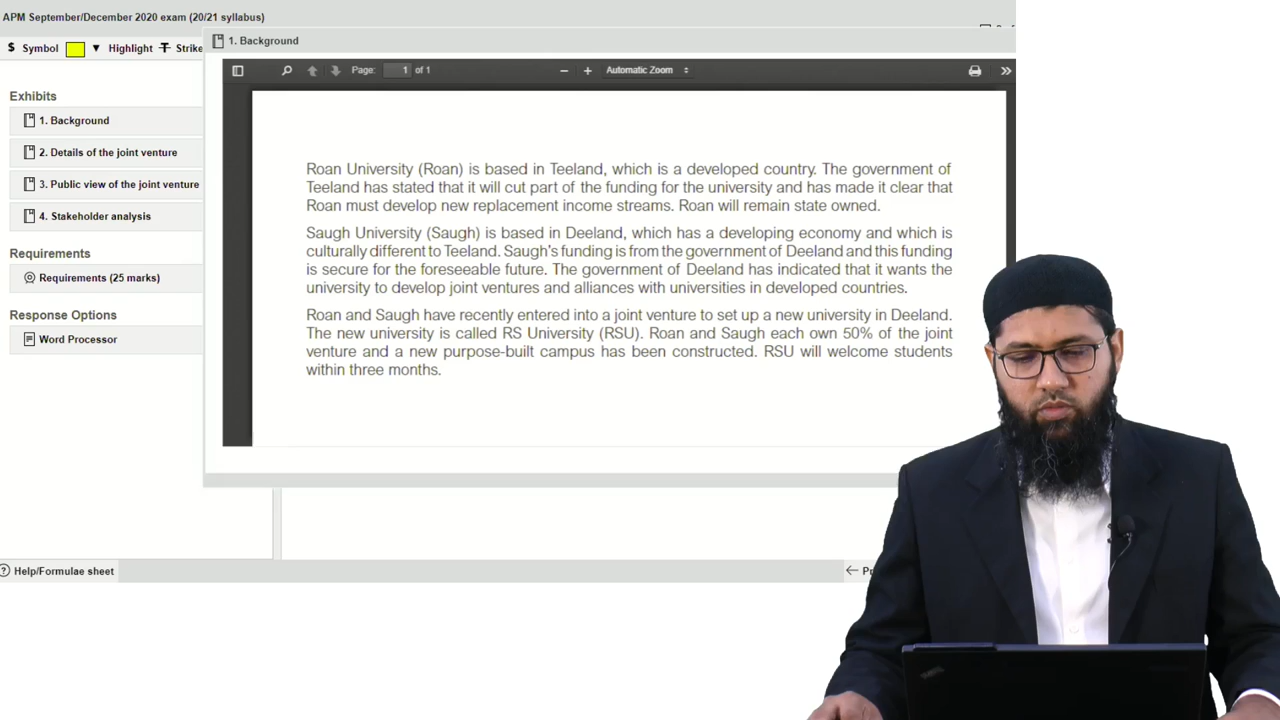 APM September/December 2020 exam (20/21 syllabus)
$ Symbol ▼ Highlight T Strike
1. Background
Page: 1 of 1
Automatic Zoom
Exhibits
1. Background
2. Details of the joint venture
3. Public view of the joint venture
4. Stakeholder analysis
Requirements
Requirements (25 marks)
Response Options
Word Processor
Roan University (Roan) is based in Teeland, which is a developed country. The government of
Teeland has stated that it will cut part of the funding for the university and has made it clear that
Roan must develop new replacement income streams. Roan will remain state owned.
Saugh University (Saugh) is based in Deeland, which has a developing economy and which is
culturally different to Teeland. Saugh's funding is from the government of Deeland and this funding
is secure for the foreseeable future. The government of Deeland has indicated that it wants the
university to develop joint ventures and alliances with universities in developed countries.
Roan and Saugh have recently entered into a joint venture to set up a new university in Deeland.
The new university is called RS University (RSU). Roan and Saugh each own 50% of the joint
venture and a new purpose-built campus has been constructed. RSU will welcome students
within three months.
Help/Formulae sheet